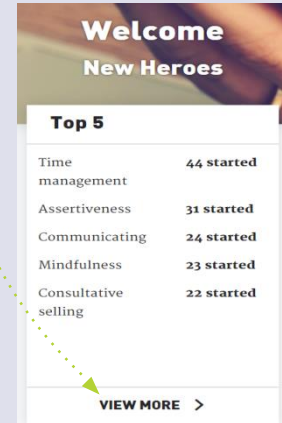 Welcome
New Heroes
Top 5
Time management 44 started
Assertiveness 31 started
Communicating 24 started
Mindfulness 23 started
Consultative selling 22 started
VIEW MORE >